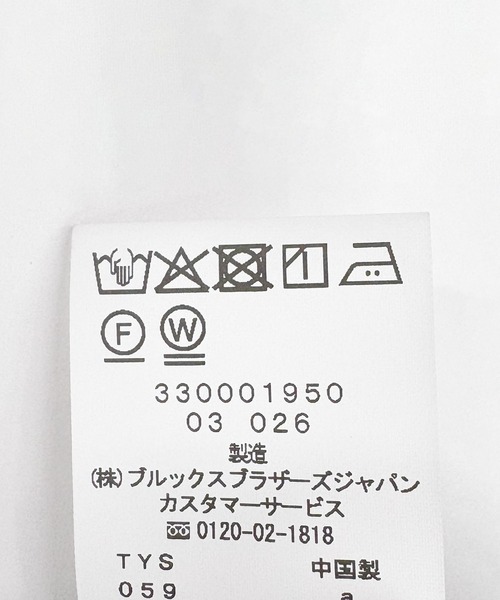 F W
330001950
03 026
製造
(株)ブルックスブラザーズジャパン
カスタマーサービス
0120-02-1818
TYS 中国製
059 a